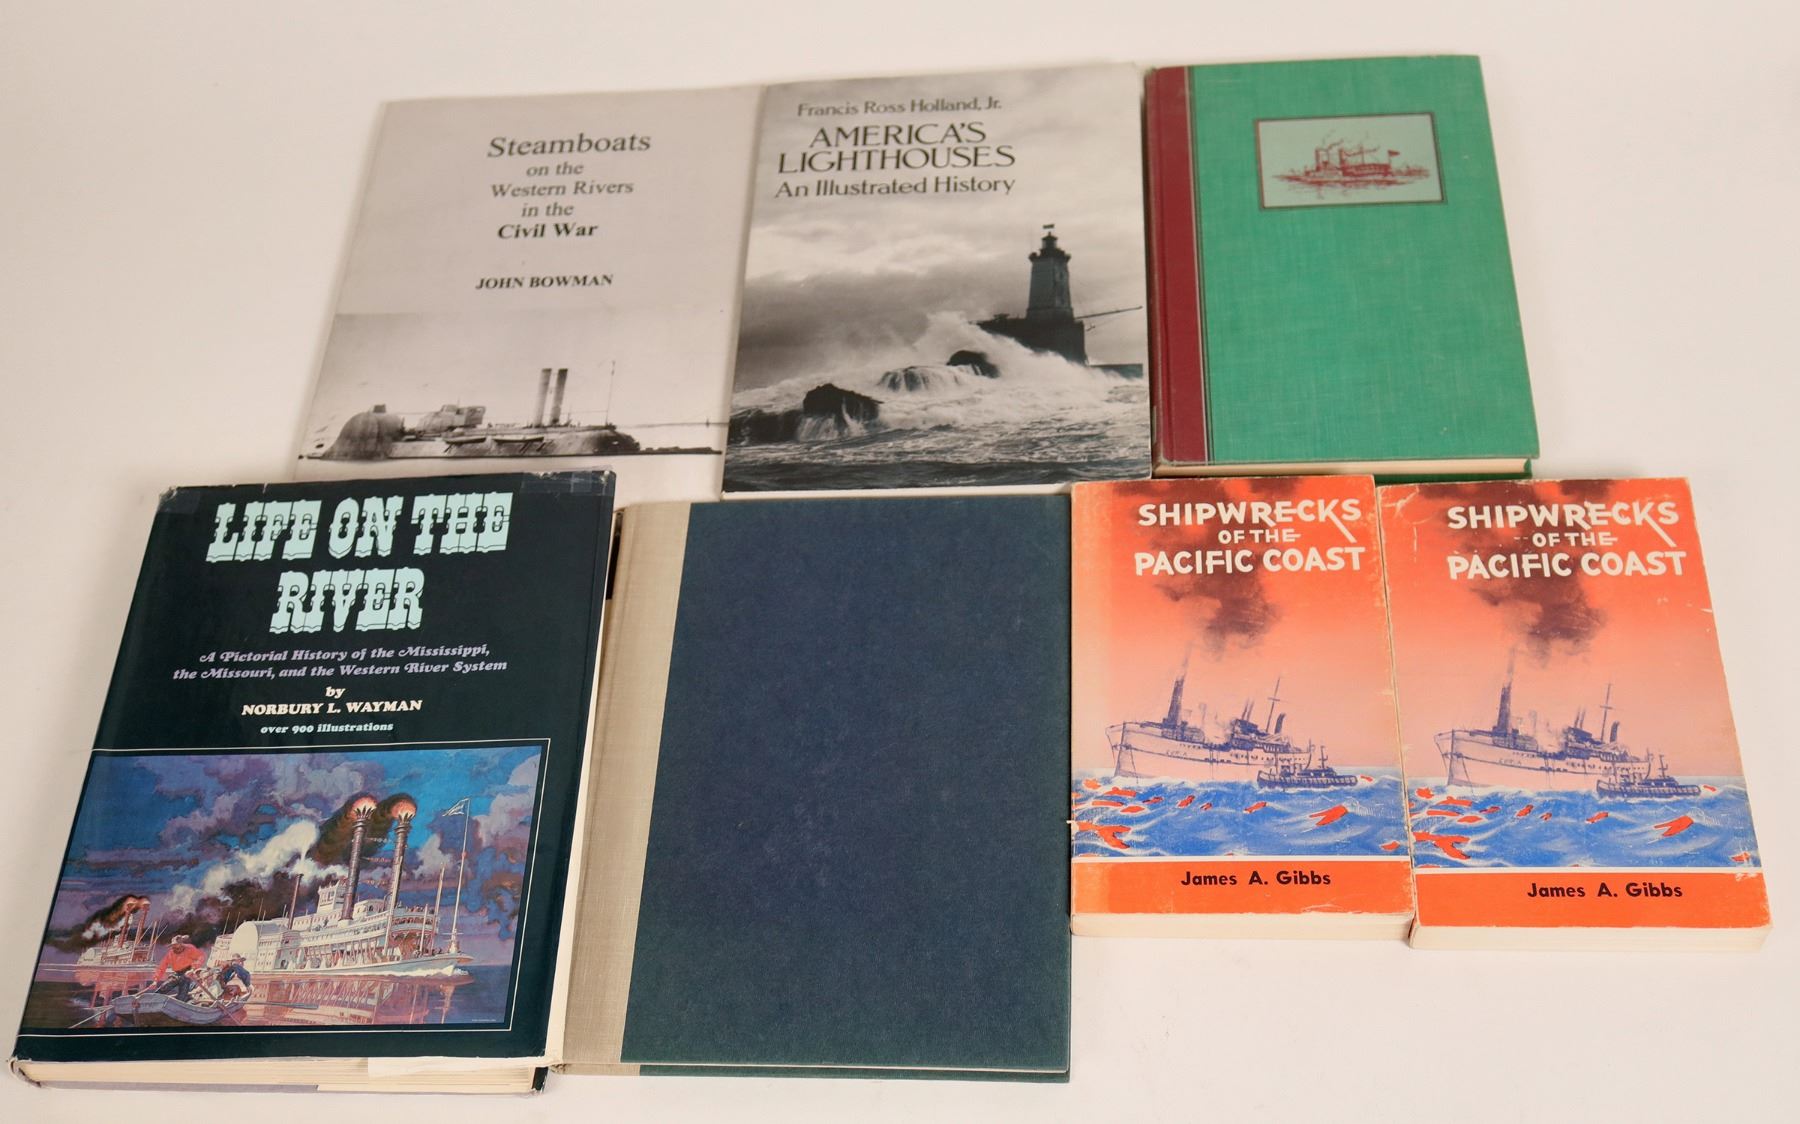 Steamboats
on the
Western Rivers
in the
Civil War
JOHN BOWMAN
Francis Ross Holland, Jr.
AMERICA'S
LIGHTHOUSES
An Illustrated History
LIFE ON THE
RIVER
A Pictorial History of the Mississippi,
the Missouri, and the Western River System
by
NORBURY L. WAYMAN
over 900 illustrations
SHIPWRECKS
OF THE
PACIFIC COAST
James A. Gibbs
SHIPWRECKS
OF THE
PACIFIC COAST
James A. Gibbs